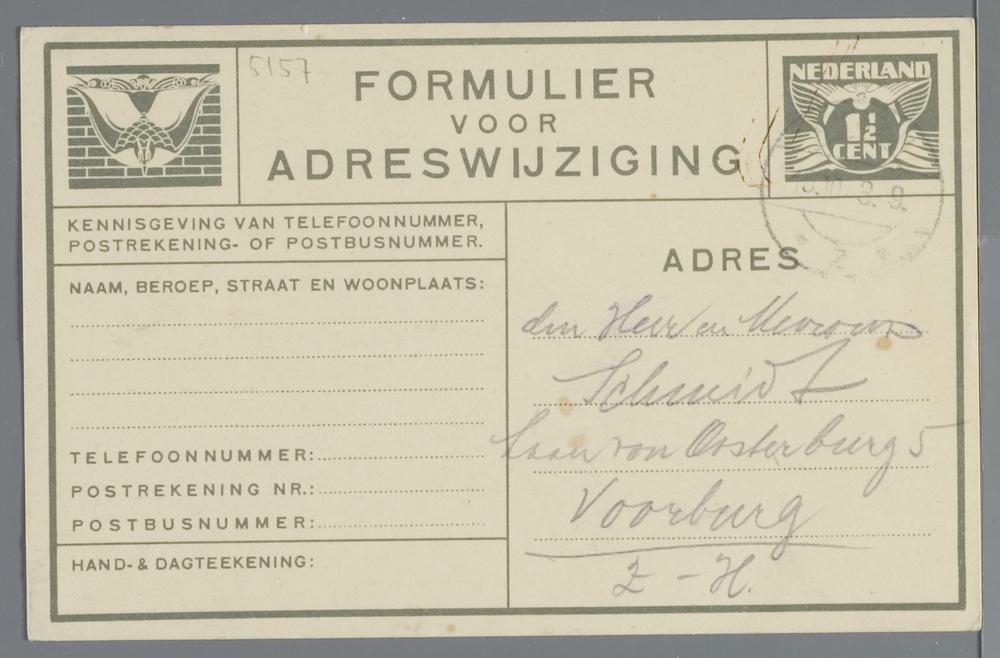 5157
FORMULIER
VOOR
ADRESWIJZIGING
NEDERLAND
1½
CENT
KENNISGEVING VAN TELEFOONNUMMER,
POSTREKENING- OF POSTBUSNUMMER.
NAAM, BEROEP, STRAAT EN WOONPLAATS:
TELEFOONNUMMER:
POSTREKENING NR.:
POSTBUSNUMMER:
HAND- & DAGTEEKENING:
ADRES
den Heer en Mevrouw
Schmidt
Laan van Oosterburg 5
Voorburg
Z-H.